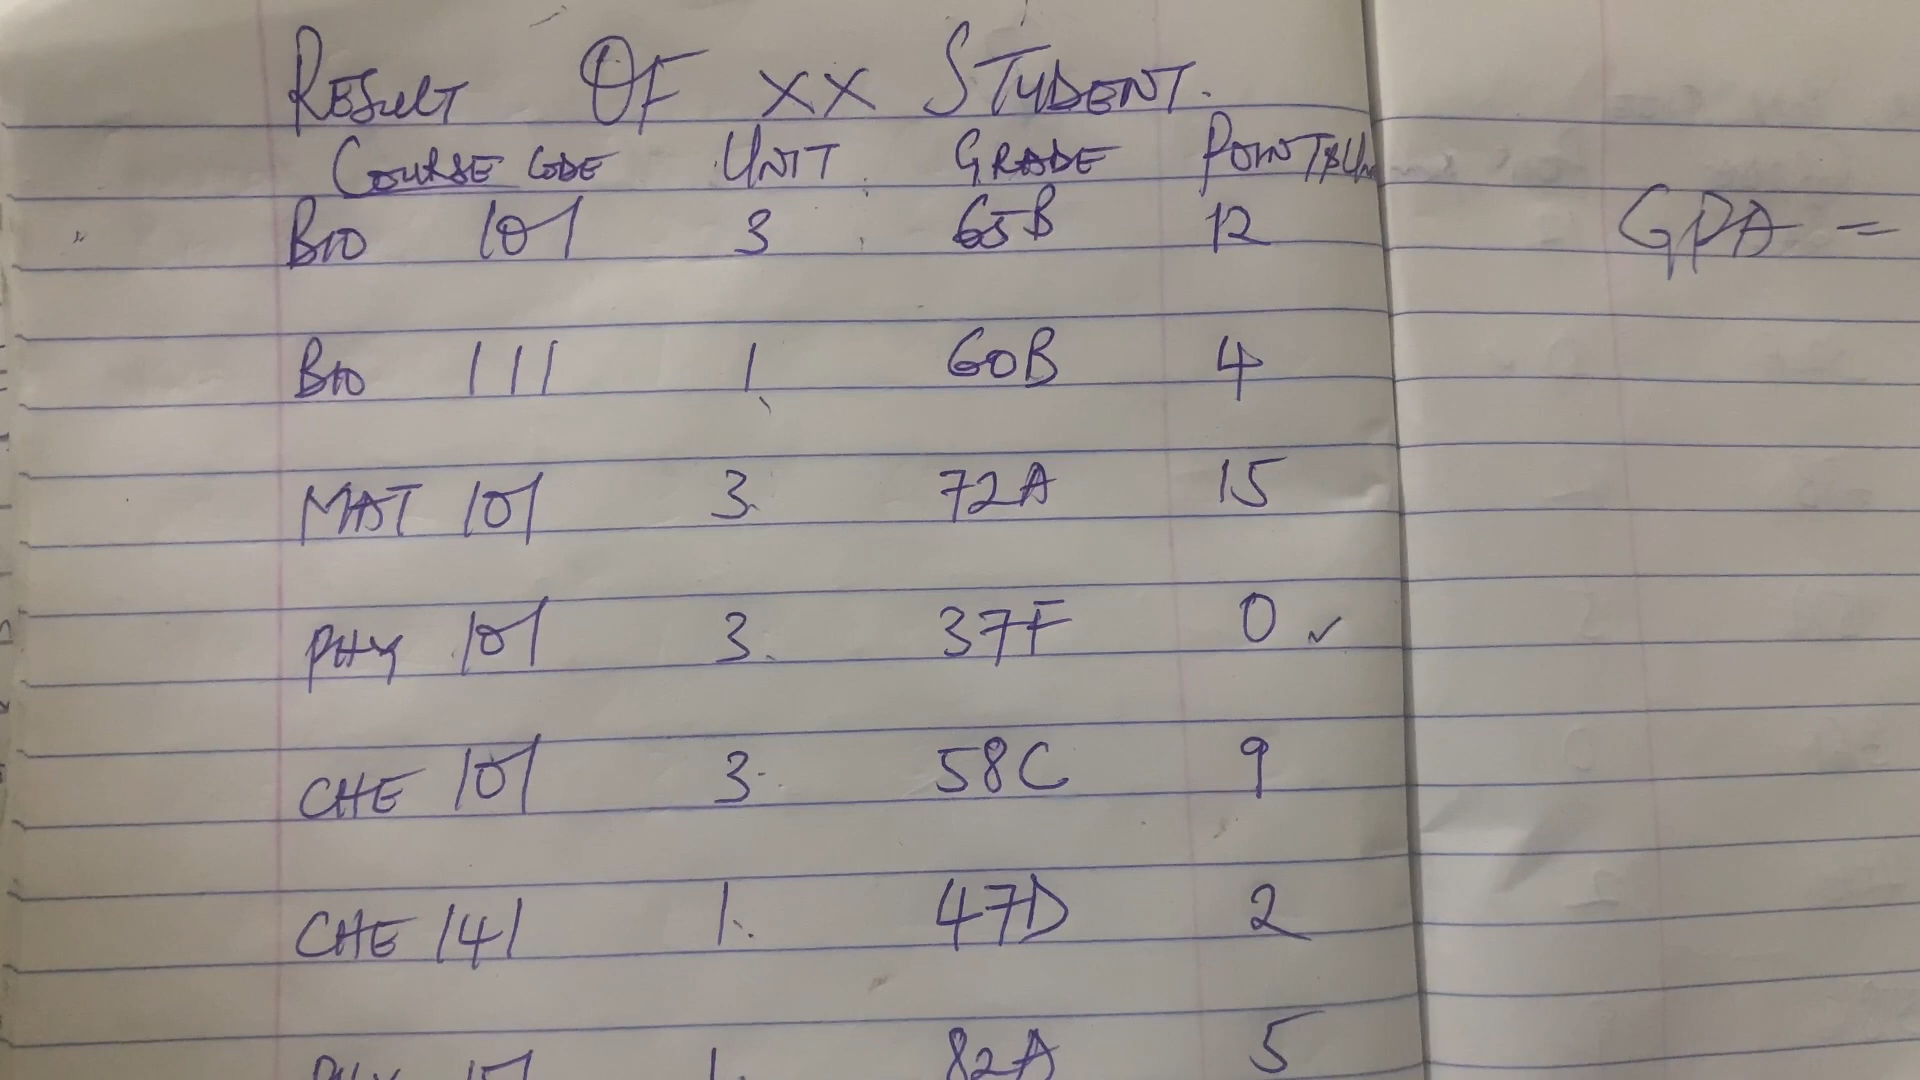 RESULT OF XX STUDENT.
COURSE CODE UNIT GRADE
BIO 101 3 65B 12
GPA =
BIO 111 1 60B 4
MAT 101 3 72A 15
PHY 101 3 37F 0 ✓
CHE 101 3 58C 9
CHE 141 1 47D 2
1 82A 5